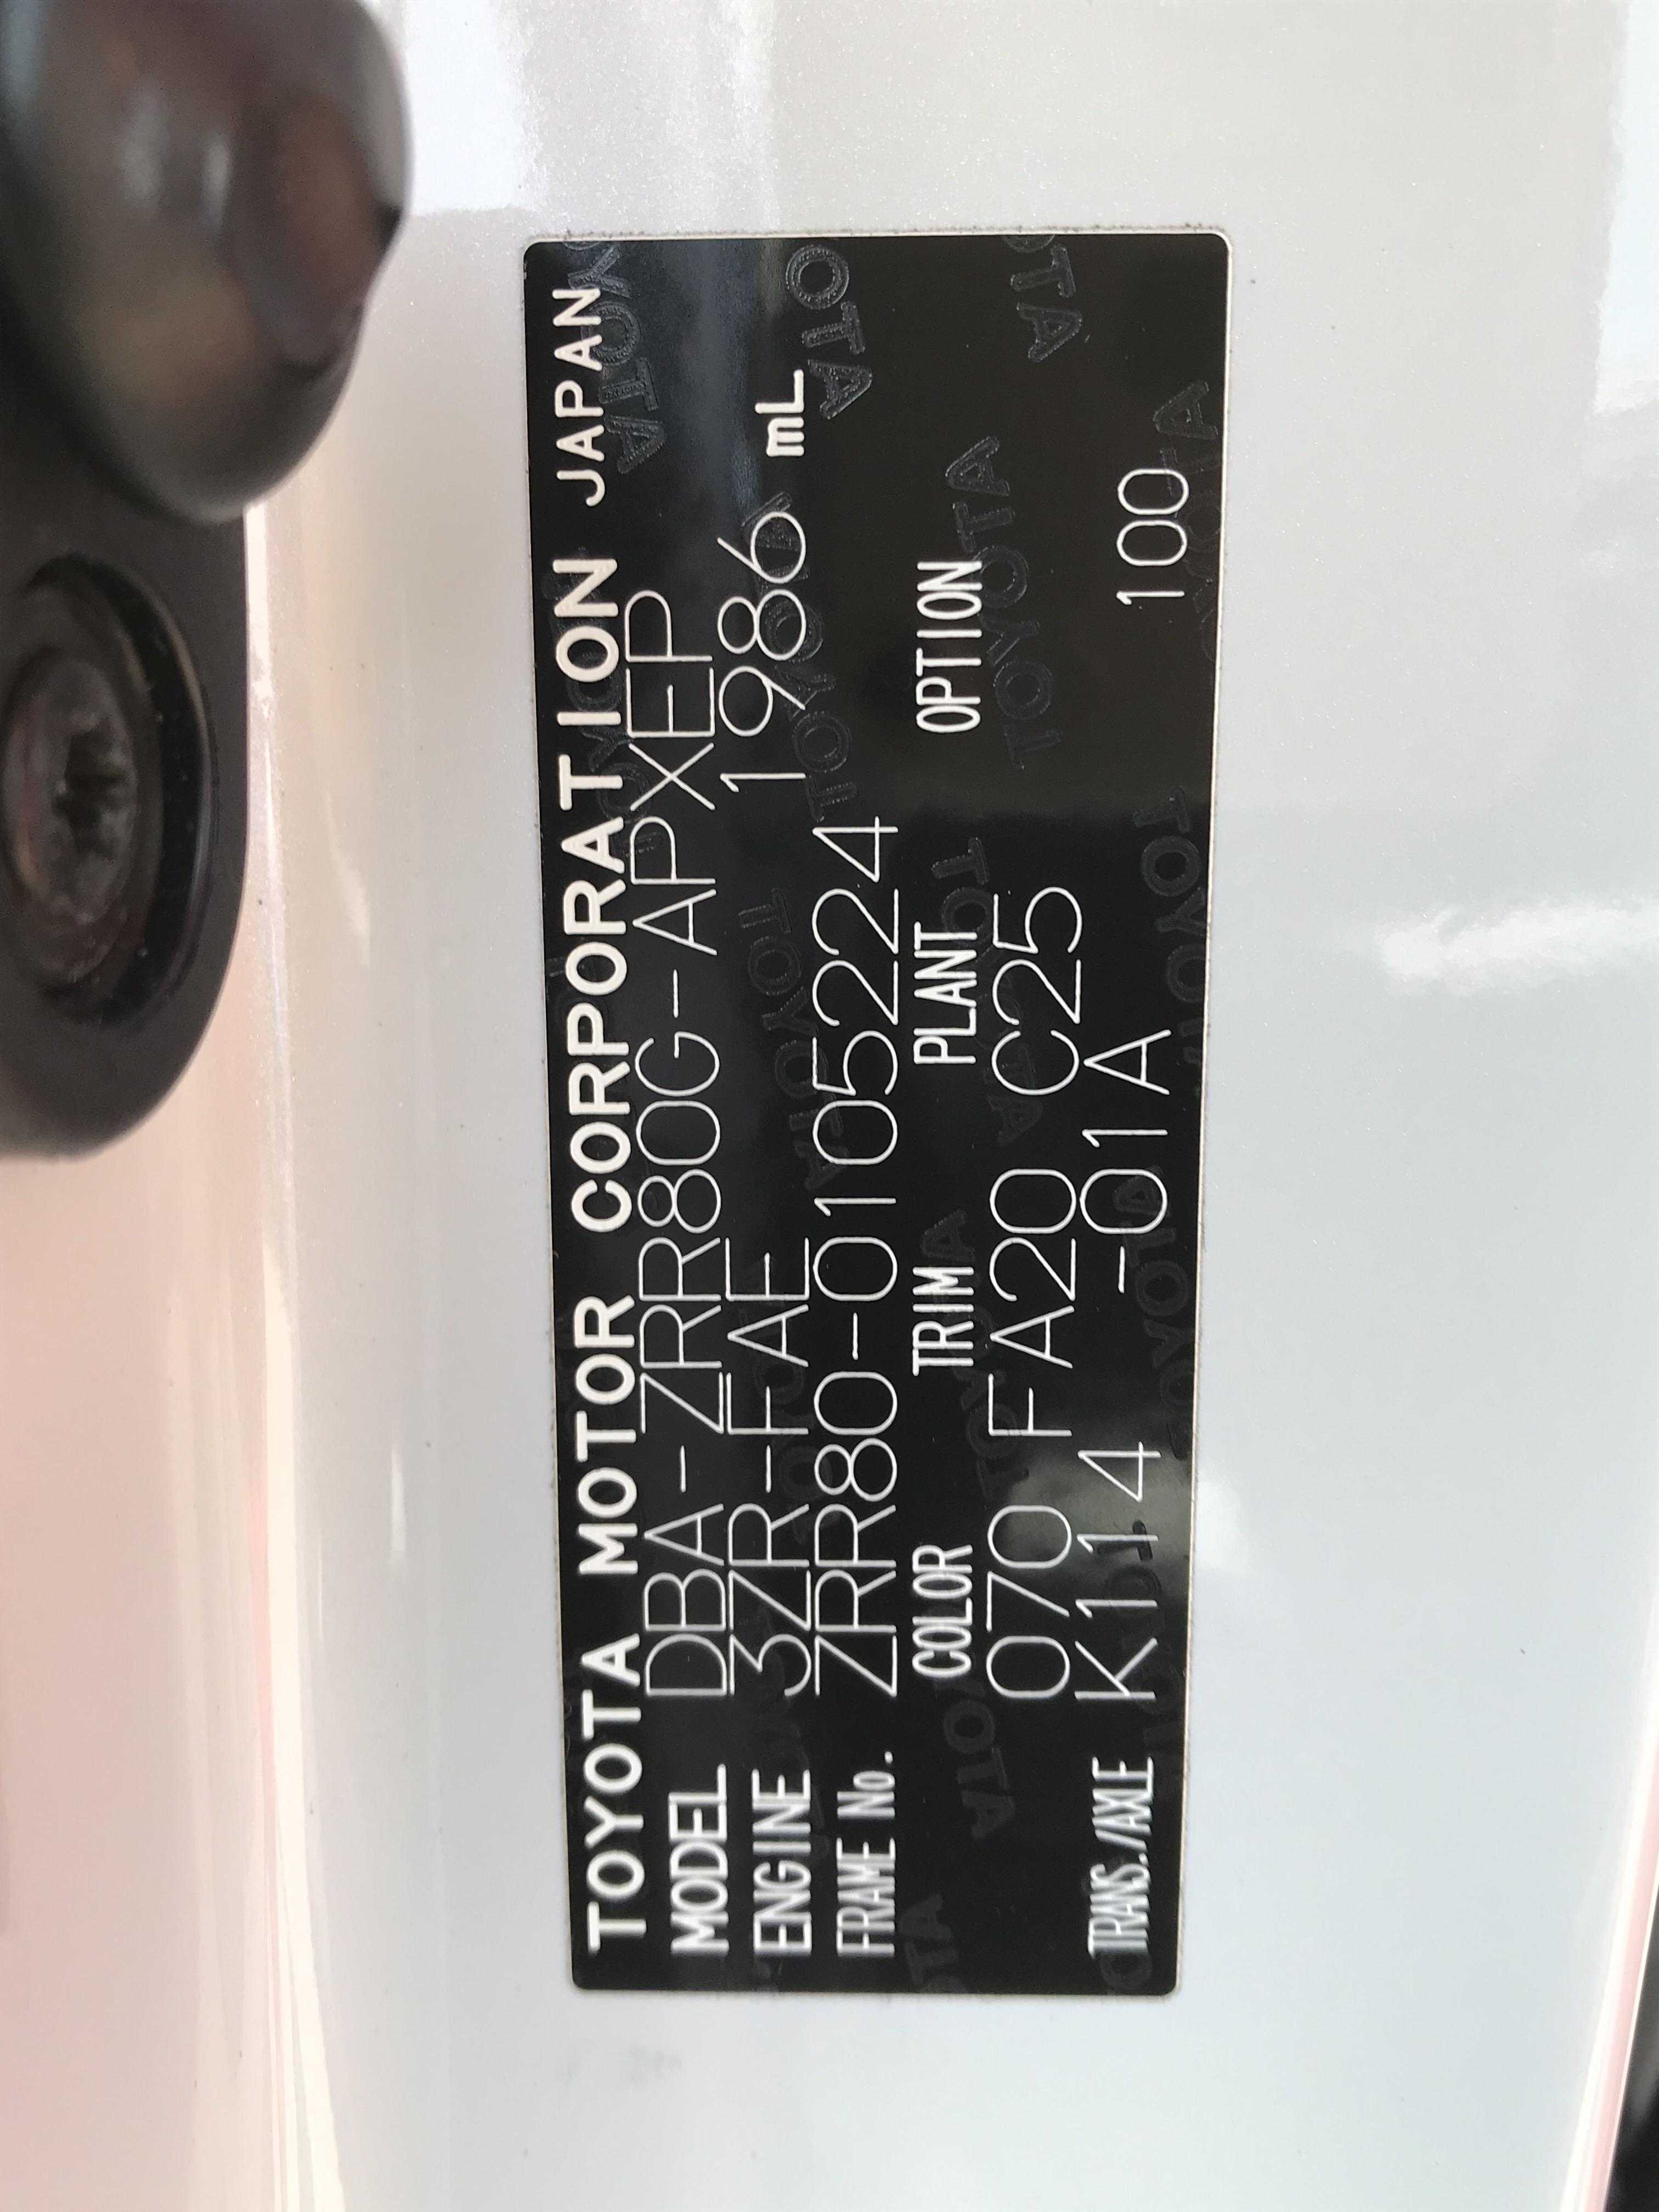 TOYOTA MOTOR CORPORATION JAPAN
MODEL DBA-ZRR80G-APXEP
ENGINE 3ZR-FAE 1986 mL
FRAME No. ZRR80-0105224
COLOR TRIM PLANT OPTION
070 FA20 C25
TRANS./AXLE K114 -01A 100